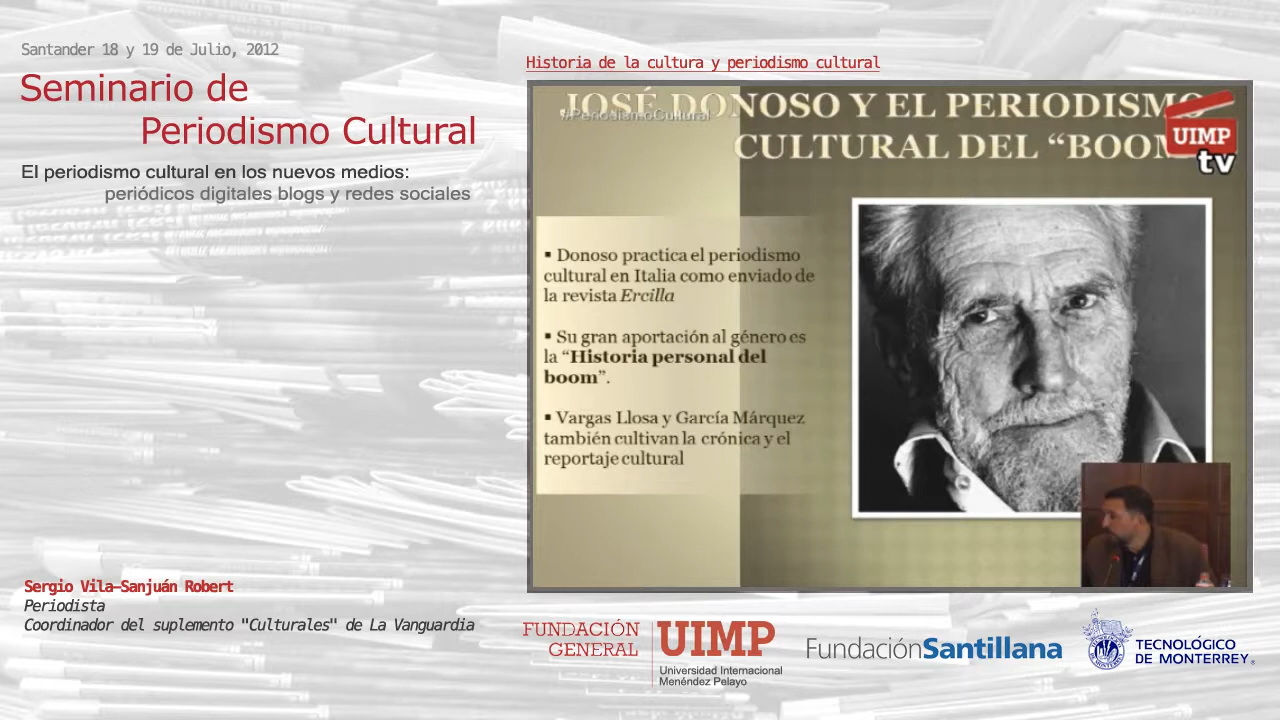 Santander 18 y 19 de Julio, 2012
Seminario de
Periodismo Cultural
El periodismo cultural en los nuevos medios:
periódicos digitales blogs y redes sociales
Historia de la cultura y periodismo cultural
JOSÉ DONOSO Y EL PERIODISMO
#PeriodismoCultural
CULTURAL DEL “BOOM
UIMP
tv
▪ Donoso practica el periodismo
cultural en Italia como enviado de
la revista Ercilla
▪ Su gran aportación al género es
la “Historia personal del
boom”.
▪ Vargas Llosa y García Márquez
también cultivan la crónica y el
reportaje cultural
Sergio Vila-Sanjuán Robert
Periodista
Coordinador del suplemento "Culturales" de La Vanguardia
FUNDACIÓN
GENERAL
UIMP
Universidad Internacional
Menéndez Pelayo
FundaciónSantillana
TECNOLÓGICO
DE MONTERREY®